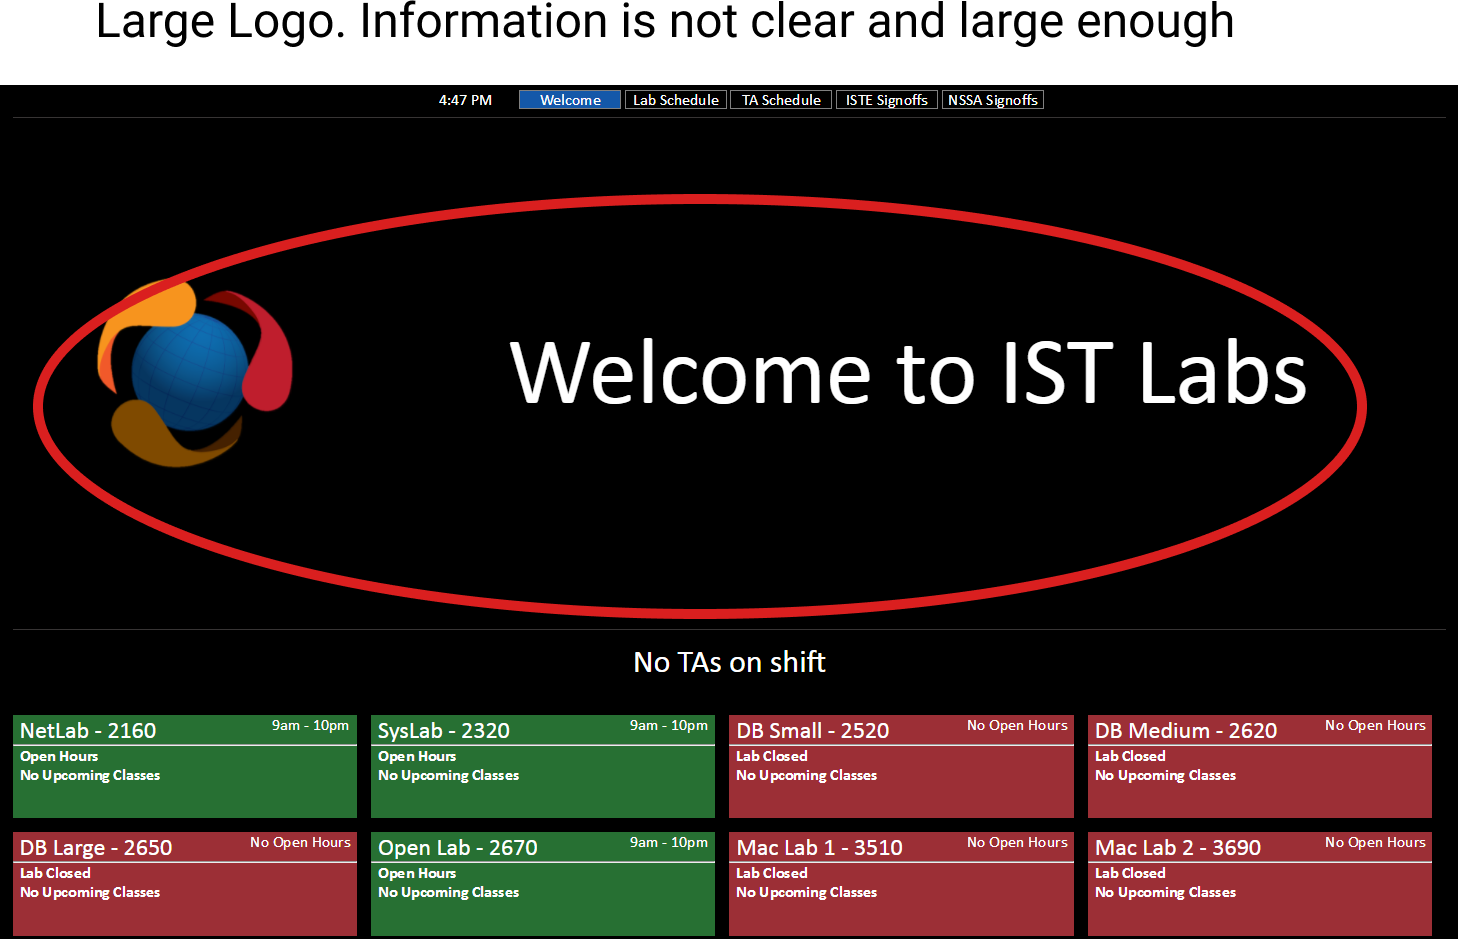 Large Logo. Information is not clear and large enough
4:47 PM Welcome Lab Schedule TA Schedule ISTE Signoffs NSSA Signoffs
Welcome to IST Labs
No TAs on shift
NetLab - 2160 9am - 10pm
Open Hours
No Upcoming Classes
SysLab - 2320 9am - 10pm
Open Hours
No Upcoming Classes
DB Small - 2520 No Open Hours
Lab Closed
No Upcoming Classes
DB Medium - 2620 No Open Hours
Lab Closed
No Upcoming Classes
DB Large - 2650 No Open Hours
Lab Closed
No Upcoming Classes
Open Lab - 2670 9am - 10pm
Open Hours
No Upcoming Classes
Mac Lab 1 - 3510 No Open Hours
Lab Closed
No Upcoming Classes
Mac Lab 2 - 3690 No Open Hours
Lab Closed
No Upcoming Classes